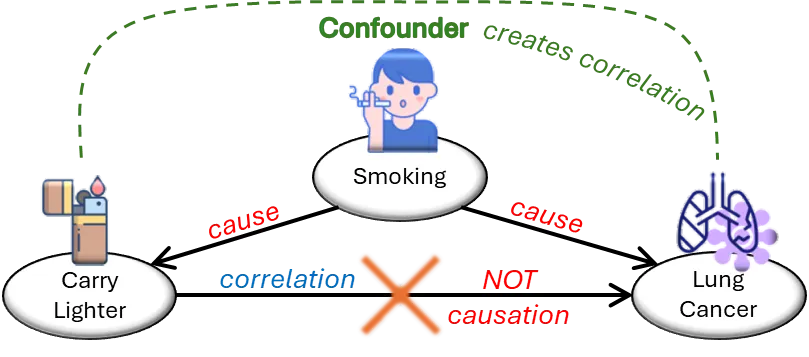 Confounder creates correlation
Smoking
cause
cause
Carry
Lighter
correlation
NOT
causation
Lung
Cancer